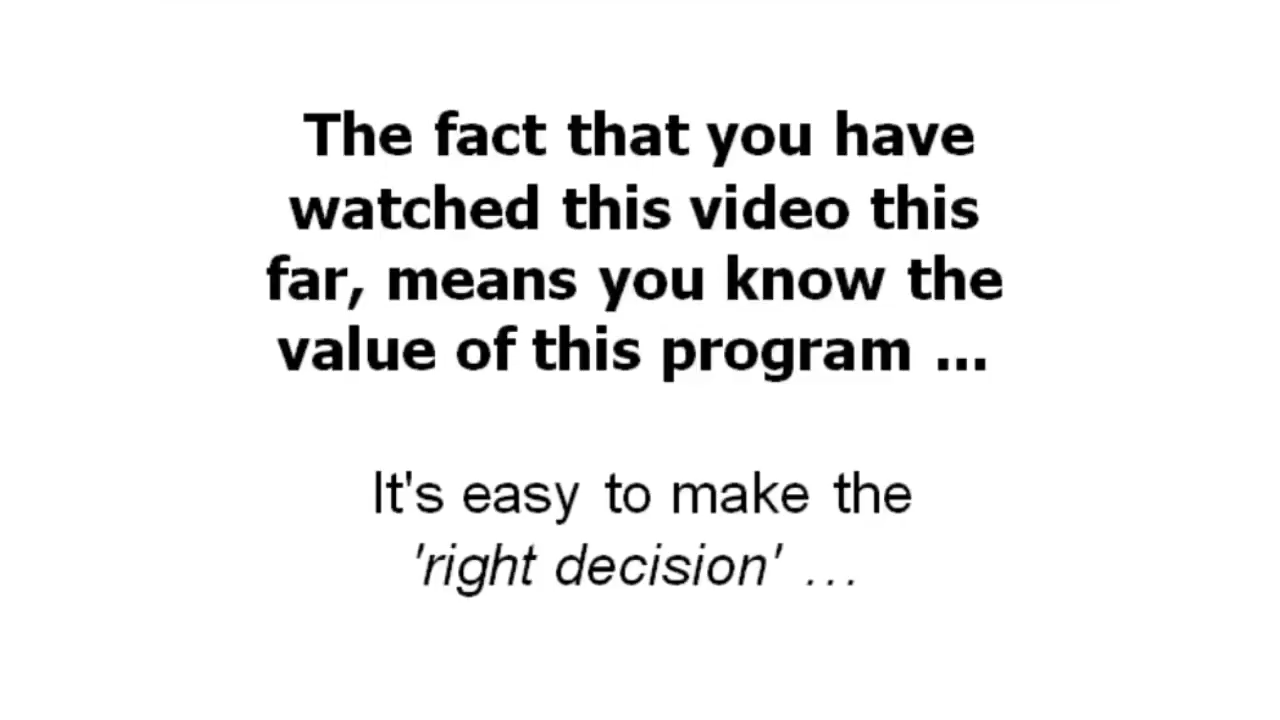 The fact that you have
watched this video this
far, means you know the
value of this program ...
It's easy to make the
'right decision' ...